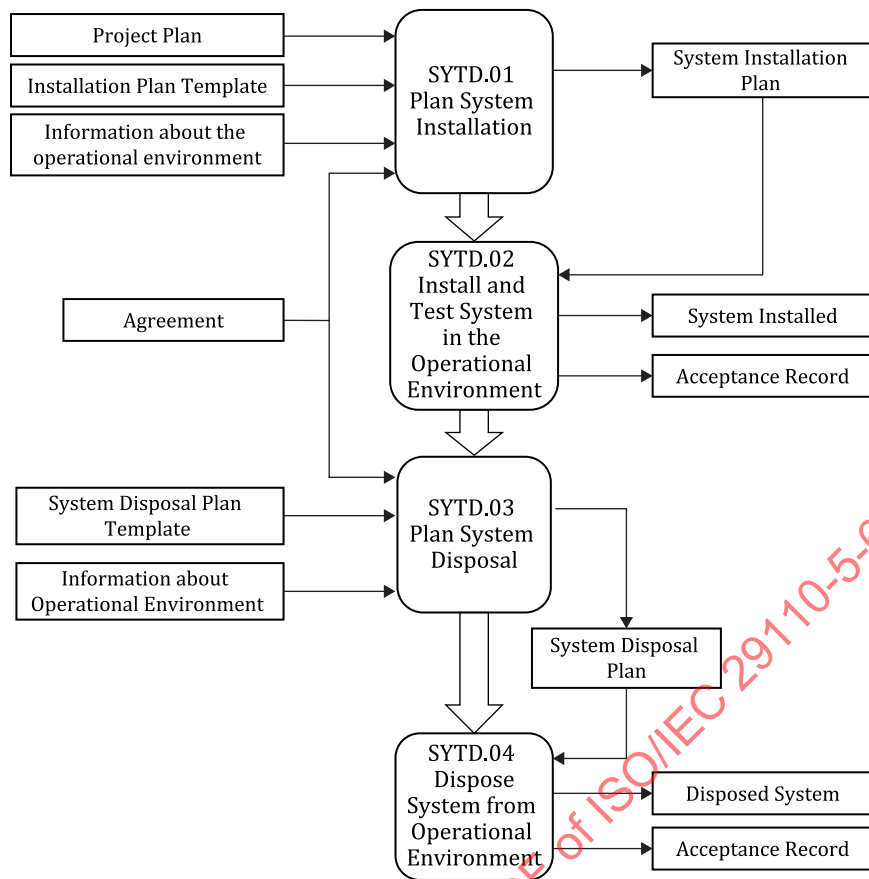 Project Plan
Installation Plan Template
Information about the
operational environment
SYTD.01
Plan System
Installation
System Installation
Plan
SYTD.02
Install and
Test System
in the
Operational
Environment
Agreement
System Installed
Acceptance Record
System Disposal Plan
Template
Information about
Operational Environment
SYTD.03
Plan System
Disposal
System Disposal
Plan
SYTD.04
Dispose
System from
Operational
Environment
Disposed System
Acceptance Record
of ISO/IEC 29110-5-